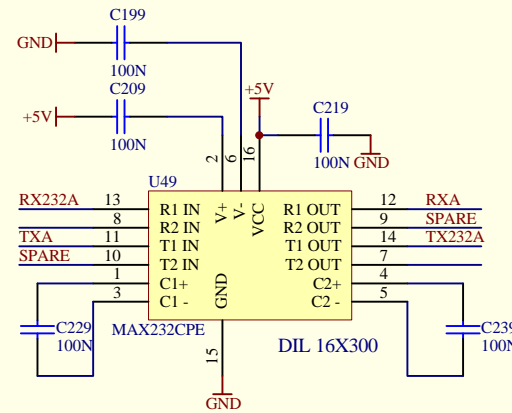 C199
GND
100N
C209
+5V
+5V
100N
C219
100N
GND
2
6
16
U49
RX232A
13
R1 IN
V+
V-
VCC
R1 OUT
12
RXA
8
R2 IN
R2 OUT
9
SPARE
TXA
11
T1 IN
T1 OUT
14
TX232A
SPARE
10
T2 IN
T2 OUT
7
1
C1+
GND
C2+
4
3
C1 -
C2 -
5
C229
100N
MAX232CPE
DIL 16X300
C239
100N
15
GND